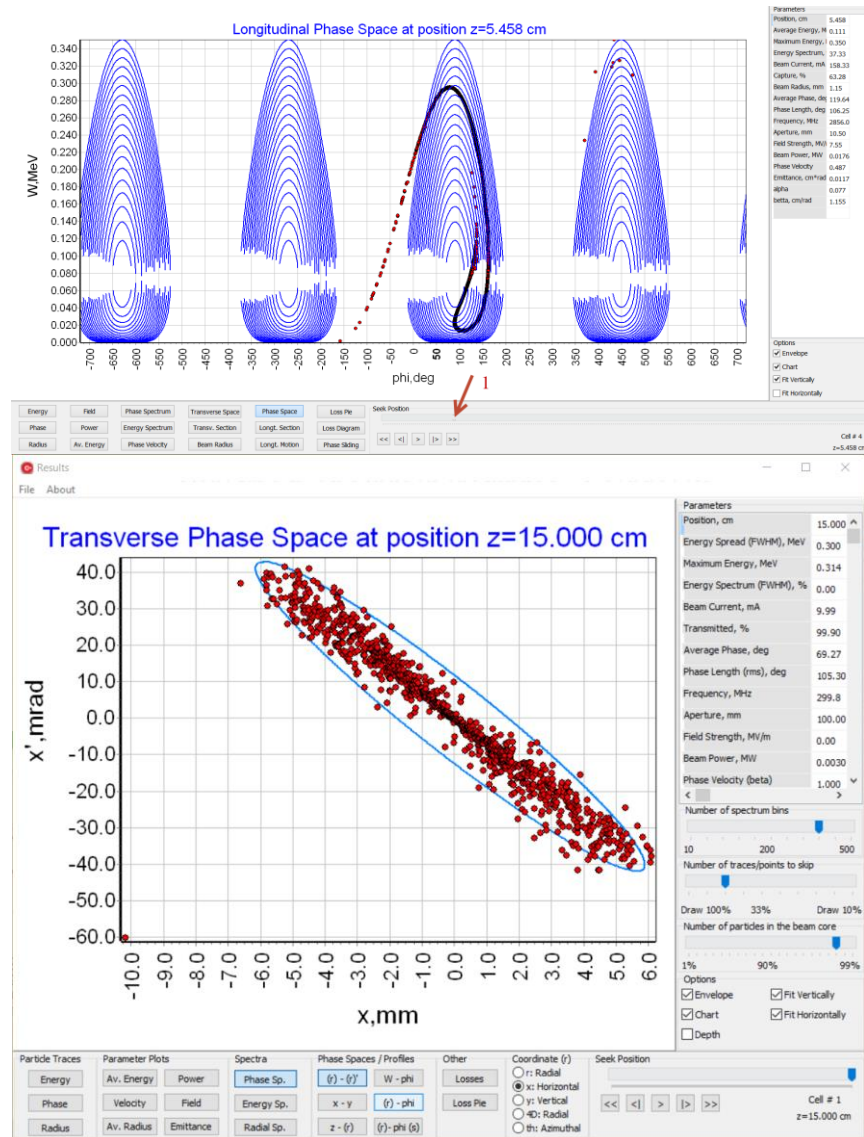 Longitudinal Phase Space at position z=5.458 cm
W,MeV
0.350
0.340
0.320
0.300
0.280
0.260
0.240
0.220
0.200
0.180
0.160
0.140
0.120
0.100
0.080
0.060
0.040
0.020
0.000
-700 -650 -600 -550 -500 -450 -400 -350 -300 -250 -200 -150 -100 -50 0 50 100 150 200 250 300 350 400 450 500 550 600 650 700
phi,deg
1
Parameters
Position, cm 5.458
Average Energy, M 0.111
Maximum Energy, 0.350
Energy Spectrum, 37.33
Beam Current, mA 158.33
Capture, % 63.28
Beam Radius, mm 1.15
Average Phase, deg 119.64
Phase Length, deg 106.25
Frequency, MHz 2856.0
Aperture, mm 10.50
Field Strength, MV/ 7.55
Beam Power, MW 0.0176
Phase Velocity 0.487
Emittance, cm*rad 0.0117
alpha 0.077
betta, cm/rad 1.155
Options
Envelope
Chart
Fit Vertically
Fit Horizontally
Energy Field Phase Spectrum Transverse Space Phase Space Loss Pie Seek Position
Phase Power Energy Spectrum Transv. Section Longt. Section Loss Diagram
Radius Av. Energy Phase Velocity Beam Radius Longt. Motion Phase Sliding
<< <| > |> >>
Cell # 4
z=5.458 cm
Results
File About
Transverse Phase Space at position z=15.000 cm
x',mrad
40.0
30.0
20.0
10.0
0.0
-10.0
-20.0
-30.0
-40.0
-50.0
-60.0
-10.0 -9.0 -8.0 -7.0 -6.0 -5.0 -4.0 -3.0 -2.0 -1.0 0.0 1.0 2.0 3.0 4.0 5.0 6.0
x,mm
Parameters
Position, cm 15.000
Energy Spread (FWHM), MeV 0.300
Maximum Energy, MeV 0.314
Energy Spectrum (FWHM), % 0.00
Beam Current, mA 9.99
Transmitted, % 99.90
Average Phase, deg 69.27
Phase Length (rms), deg 105.30
Frequency, MHz 299.8
Aperture, mm 100.00
Field Strength, MV/m 0.00
Beam Power, MW 0.0030
Phase Velocity (beta) 1.000
Number of spectrum bins
10 200 500
Number of traces/points to skip
Draw 100% 33% Draw 10%
Number of particles in the beam core
1% 90% 99%
Options
Envelope Fit Vertically
Chart Fit Horizontally
Depth
Particle Traces Parameter Plots Spectra Phase Spaces / Profiles Other Coordinate (r) Seek Position
Energy Av. Energy Power Phase Sp. (r) - (r)' W - phi Losses r: Radial
x: Horizontal
Phase Velocity Field Energy Sp. x - y (r) - phi Loss Pie y: Vertical << <| > |> >> Cell # 1
4D: Radial
Radius Av. Radius Emittance Radial Sp. z - (r) (r)- phi (s) th: Azimuthal z=15.000 cm